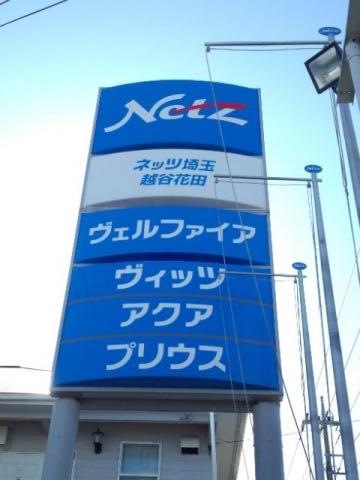 Netz
ネッツ埼玉
越谷花田
ヴェルファイア
ヴィッツ
アクア
プリウス